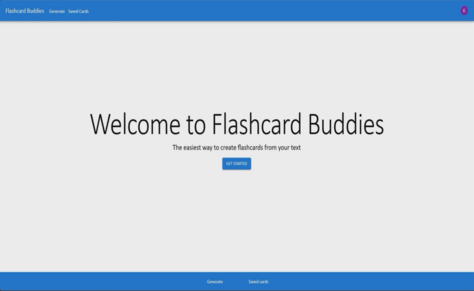 Flashcard Buddies Generate Saved Cards
Welcome to Flashcard Buddies
The easiest way to create flashcards from your text
GET STARTED
Generate Saved cards